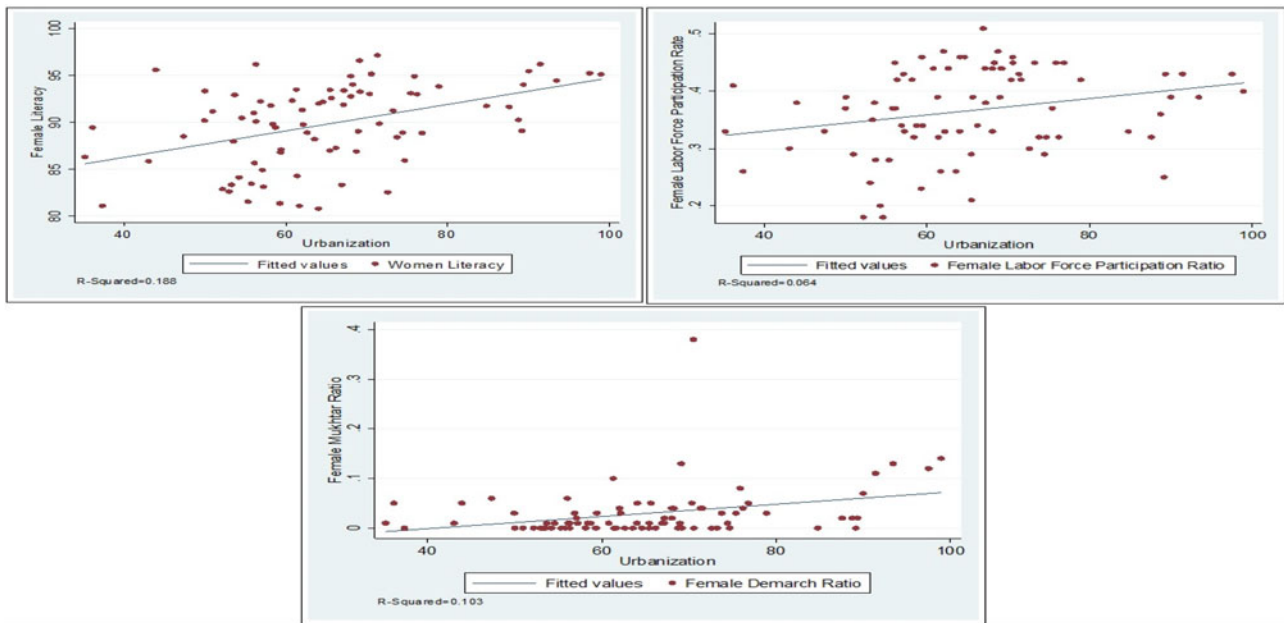 100
95
90
85
80
Female Literacy
40 60 80 100
Urbanization
Fitted values Women Literacy
R-Squared=0.188
.5
.4
.3
.2
Female Labor Force Participation Rate
40 60 80 100
Urbanization
Fitted values Female Labor Force Participation Ratio
R-Squared=0.064
.4
.3
.2
.1
0
Female Mukhtar Ratio
40 60 80 100
Urbanization
Fitted values Female Demarch Ratio
R-Squared=0.103